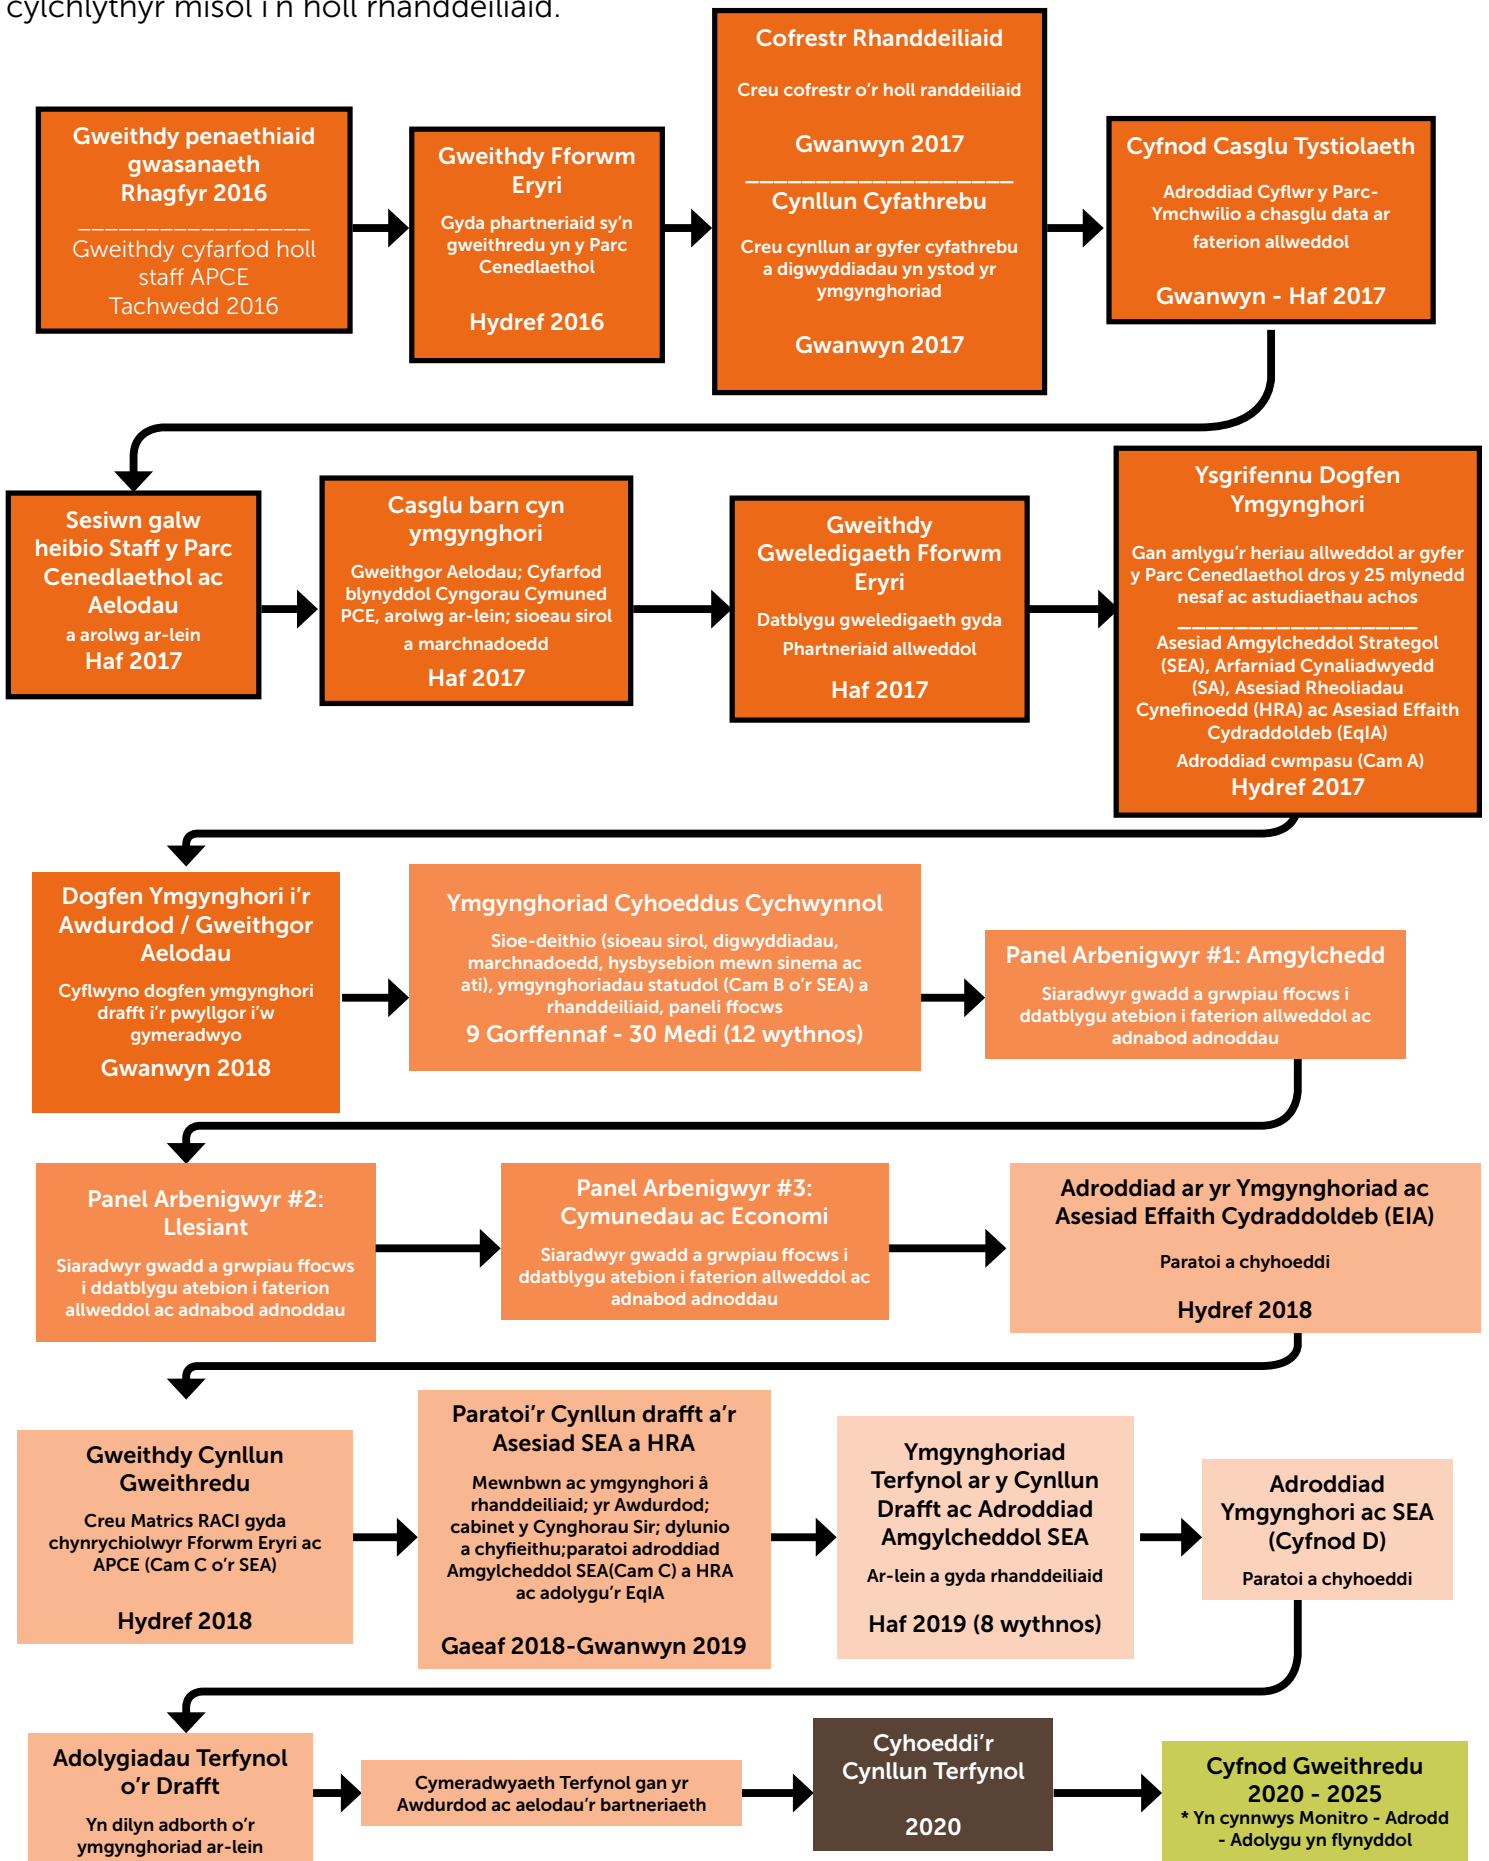 cylchlythyr misol i'n holl rhanddeiliaid.
Gweithdy penaethiaid
gwasanaeth
Rhagfyr 2016
_________________
Gweithdy cyfarfod holl
staff APCE
Tachwedd 2016
Gweithdy Fforwm
Eryri
Gyda phartneriaid sy'n
gweithredu yn y Parc
Cenedlaethol
Hydref 2016
Cofrestr Rhanddeiliaid
Creu cofrestr o'r holl randdeiliaid
Gwanwyn 2017
___________________
Cynllun Cyfathrebu
Creu cynllun ar gyfer cyfathrebu
a digwyddiadau yn ystod yr
ymgynghoriad
Gwanwyn 2017
Cyfnod Casglu Tystiolaeth
Adroddiad Cyflwr y Parc-
Ymchwilio a chasglu data ar
faterion allweddol
Gwanwyn - Haf 2017
Sesiwn galw
heibio Staff y Parc
Cenedlaethol ac
Aelodau
a arolwg ar-lein
Haf 2017
Casglu barn cyn
ymgynghori
Gweithgor Aelodau; Cyfarfod
blynyddol Cyngorau Cymuned
PCE, arolwg ar-lein; sioeau sirol
a marchnadoedd
Haf 2017
Gweithdy
Gweledigaeth Fforwm
Eryri
Datblygu gweledigaeth gyda
Phartneriaid allweddol
Haf 2017
Ysgrifennu Dogfen
Ymgynghori
Gan amlygu'r heriau allweddol ar gyfer
y Parc Cenedlaethol dros y 25 mlynedd
nesaf ac astudiaethau achos
_________________
Asesiad Amgylcheddol Strategol
(SEA), Arfarniad Cynaliadwyedd
(SA), Asesiad Rheoliadau
Cynefinoedd (HRA) ac Asesiad Effaith
Cydraddoldeb (EqIA)
Adroddiad cwmpasu (Cam A)
Hydref 2017
Dogfen Ymgynghori i'r
Awdurdod / Gweithgor
Aelodau
Cyflwyno dogfen ymgynghori
drafft i'r pwyllgor i'w
gymeradwyo
Gwanwyn 2018
Ymgynghoriad Cyhoeddus Cychwynnol
Sioe-deithio (sioeau sirol, digwyddiadau,
marchnadoedd, hysbysebion mewn sinema ac
ati), ymgynghoriadau statudol (Cam B o'r SEA) a
rhanddeiliaid, paneli ffocws
9 Gorffennaf - 30 Medi (12 wythnos)
Panel Arbenigwyr #1: Amgylchedd
Siaradwyr gwadd a grwpiau ffocws i
ddatblygu atebion i faterion allweddol ac
adnabod adnoddau
Panel Arbenigwyr #2:
Llesiant
Siaradwyr gwadd a grwpiau ffocws
i ddatblygu atebion i faterion
allweddol ac adnabod adnoddau
Panel Arbenigwyr #3:
Cymunedau ac Economi
Siaradwyr gwadd a grwpiau ffocws i
ddatblygu atebion i faterion allweddol ac
adnabod adnoddau
Adroddiad ar yr Ymgynghoriad ac
Asesiad Effaith Cydraddoldeb (EIA)
Paratoi a chyhoeddi
Hydref 2018
Gweithdy Cynllun
Gweithredu
Creu Matrics RACI gyda
chynrychiolwyr Fforwm Eryri ac
APCE (Cam C o'r SEA)
Hydref 2018
Paratoi'r Cynllun drafft a'r
Asesiad SEA a HRA
Mewnbwn ac ymgynghori â
rhanddeiliaid; yr Awdurdod;
cabinet y Cynghorau Sir; dylunio
a chyfieithu;paratoi adroddiad
Amgylcheddol SEA(Cam C) a HRA
ac adolygu'r EqIA
Gaeaf 2018-Gwanwyn 2019
Ymgynghoriad
Terfynol ar y Cynllun
Drafft ac Adroddiad
Amgylcheddol SEA
Ar-lein a gyda rhanddeiliaid
Haf 2019 (8 wythnos)
Adroddiad
Ymgynghori ac SEA
(Cyfnod D)
Paratoi a chyhoeddi
Adolygiadau Terfynol
o'r Drafft
Yn dilyn adborth o'r
ymgynghoriad ar-lein
Cymeradwyaeth Terfynol gan yr
Awdurdod ac aelodau'r bartneriaeth
Cyhoeddi'r
Cynllun Terfynol
2020
Cyfnod Gweithredu
2020 - 2025
* Yn cynnwys Monitro - Adrodd
- Adolygu yn flynyddol